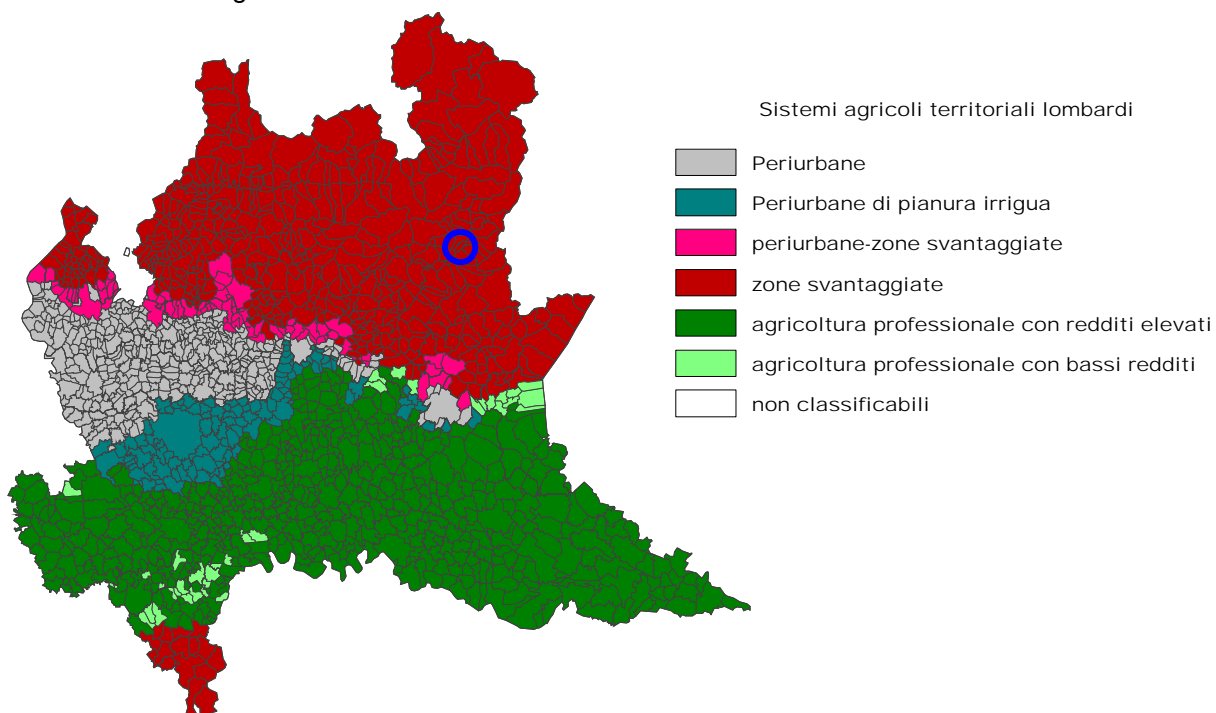 Sistemi agricoli territoriali lombardi
Periurbane
Periurbane di pianura irrigua
periurbane-zone svantaggiate
zone svantaggiate
agricoltura professionale con redditi elevati
agricoltura professionale con bassi redditi
non classificabili